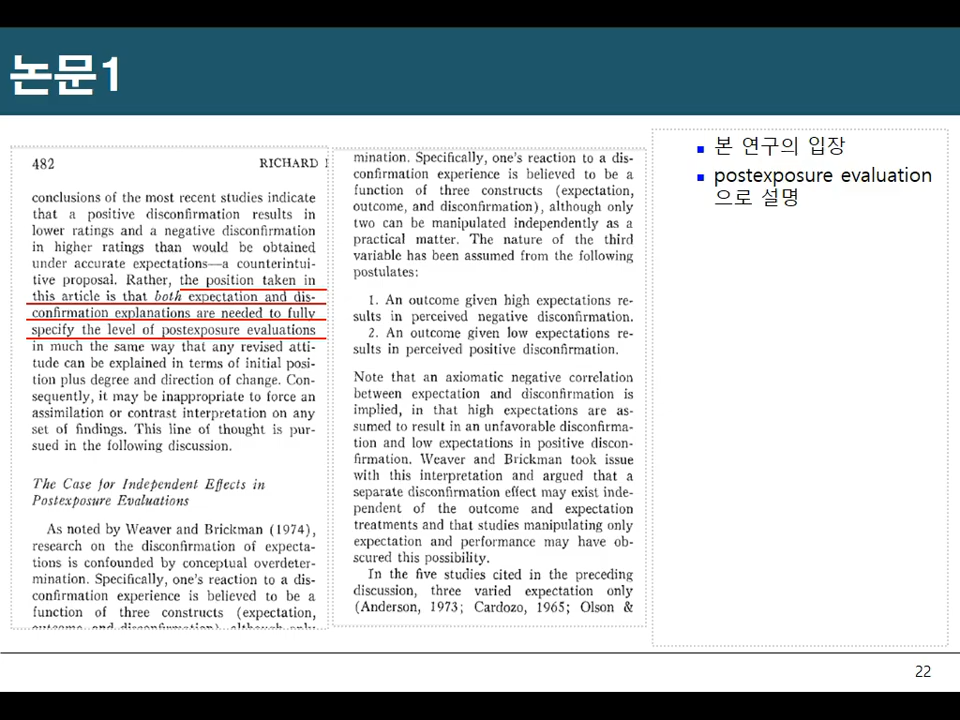 논문1
482 RICHARD
conclusions of the most recent studies indicate
that a positive disconfirmation results in
lower ratings and a negative disconfirmation
in higher ratings than would be obtained
under accurate expectations—a counterintui-
tive proposal. Rather, the position taken in
this article is that both expectation and dis-
confirmation explanations are needed to fully
specify the level of postexposure evaluations
in much the same way that any revised atti-
tude can be explained in terms of initial posi-
tion plus degree and direction of change. Con-
sequently, it may be inappropriate to force an
assimilation or contrast interpretation on any
set of findings. This line of thought is pur-
sued in the following discussion.
The Case for Independent Effects in
Postexposure Evaluations
As noted by Weaver and Brickman (1974),
research on the disconfirmation of expecta-
tions is confounded by conceptual overdeter-
mination. Specifically, one's reaction to a dis-
confirmation experience is believed to be a
function of three constructs (expectation,
outcome, and disconfirmation), although only
mination. Specifically, one's reaction to a dis-
confirmation experience is believed to be a
function of three constructs (expectation,
outcome, and disconfirmation), although only
two can be manipulated independently as a
practical matter. The nature of the third
variable has been assumed from the following
postulates:
1. An outcome given high expectations re-
sults in perceived negative disconfirmation.
2. An outcome given low expectations re-
sults in perceived positive disconfirmation.
Note that an axiomatic negative correlation
between expectation and disconfirmation is
implied, in that high expectations are as-
sumed to result in an unfavorable disconfirma-
tion and low expectations in positive discon-
firmation. Weaver and Brickman took issue
with this interpretation and argued that a
separate disconfirmation effect may exist inde-
pendent of the outcome and expectation
treatments and that studies manipulating only
expectation and performance may have ob-
scured this possibility.
In the five studies cited in the preceding
discussion, three varied expectation only
(Anderson, 1973; Cardozo, 1965; Olson &
본 연구의 입장
postexposure evaluation
으로 설명
22